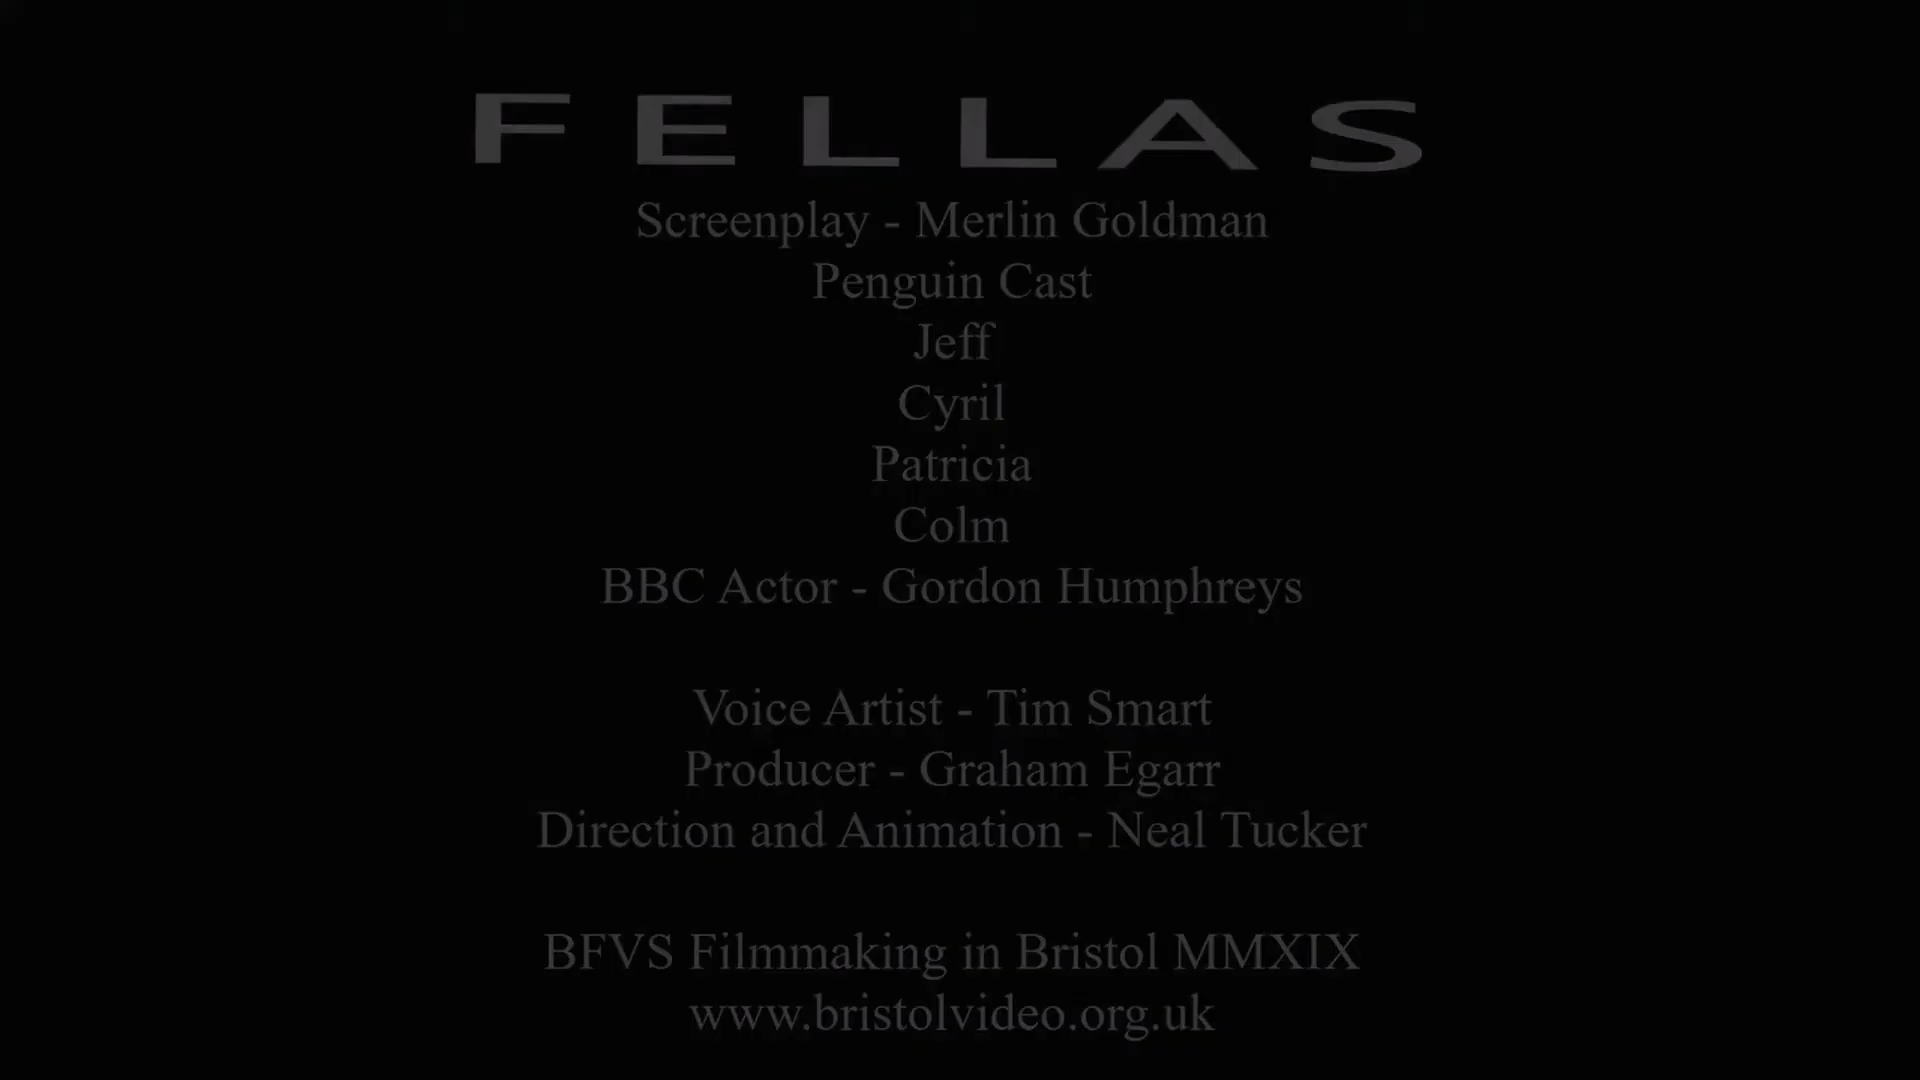 FELLAS
Screenplay - Merlin Goldman
Penguin Cast
Jeff
Cyril
Patricia
Colm
BBC Actor - Gordon Humphreys
Voice Artist - Tim Smart
Producer - Graham Egarr
Direction and Animation - Neal Tucker
BFVS Filmmaking in Bristol MMXIX
www.bristolvideo.org.uk